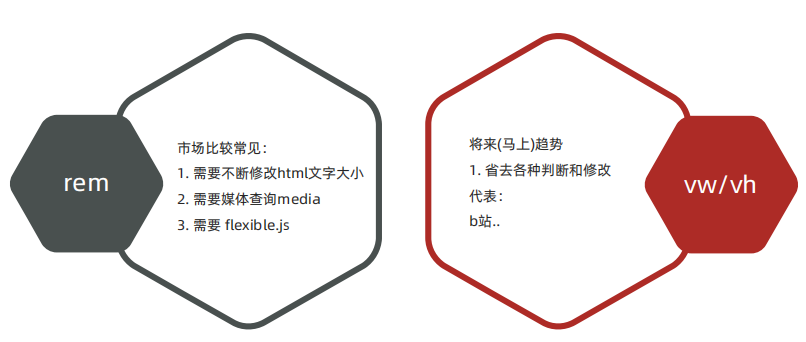 rem
市场比较常见：
1. 需要不断修改html文字大小
2. 需要媒体查询media
3. 需要 flexible.js
将来(马上)趋势
1. 省去各种判断和修改
代表：
b站..
vw/vh